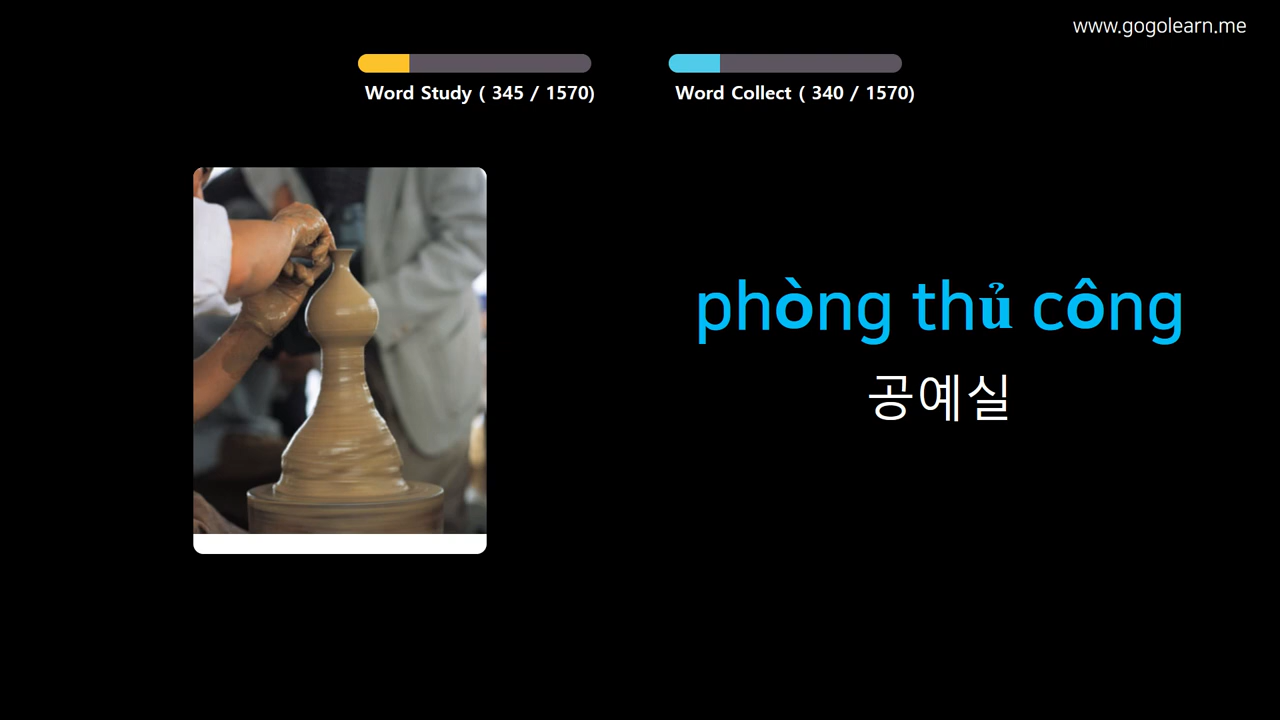 www.gogolearn.me
Word Study ( 345 / 1570)
Word Collect ( 340 / 1570)
phòng thủ công
공예실